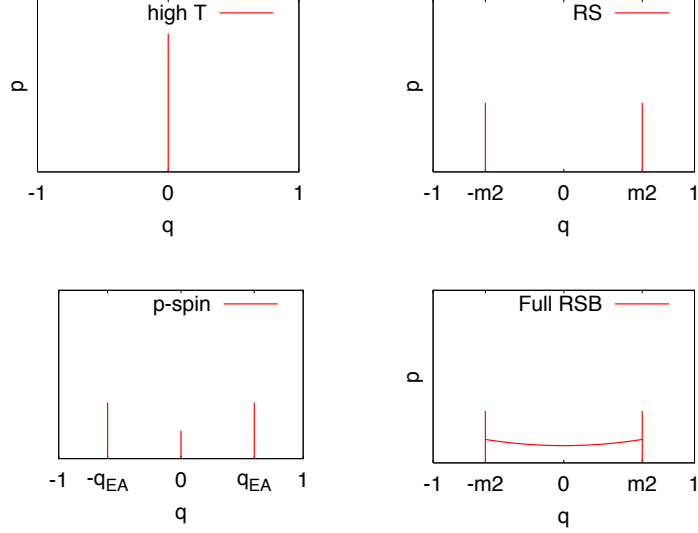 high T
p
-1 0 1
q
RS
p
-1 -m2 0 m2 1
q
p-spin
-1 -qEA 0 qEA 1
q
Full RSB
p
-1 -m2 0 m2 1
q